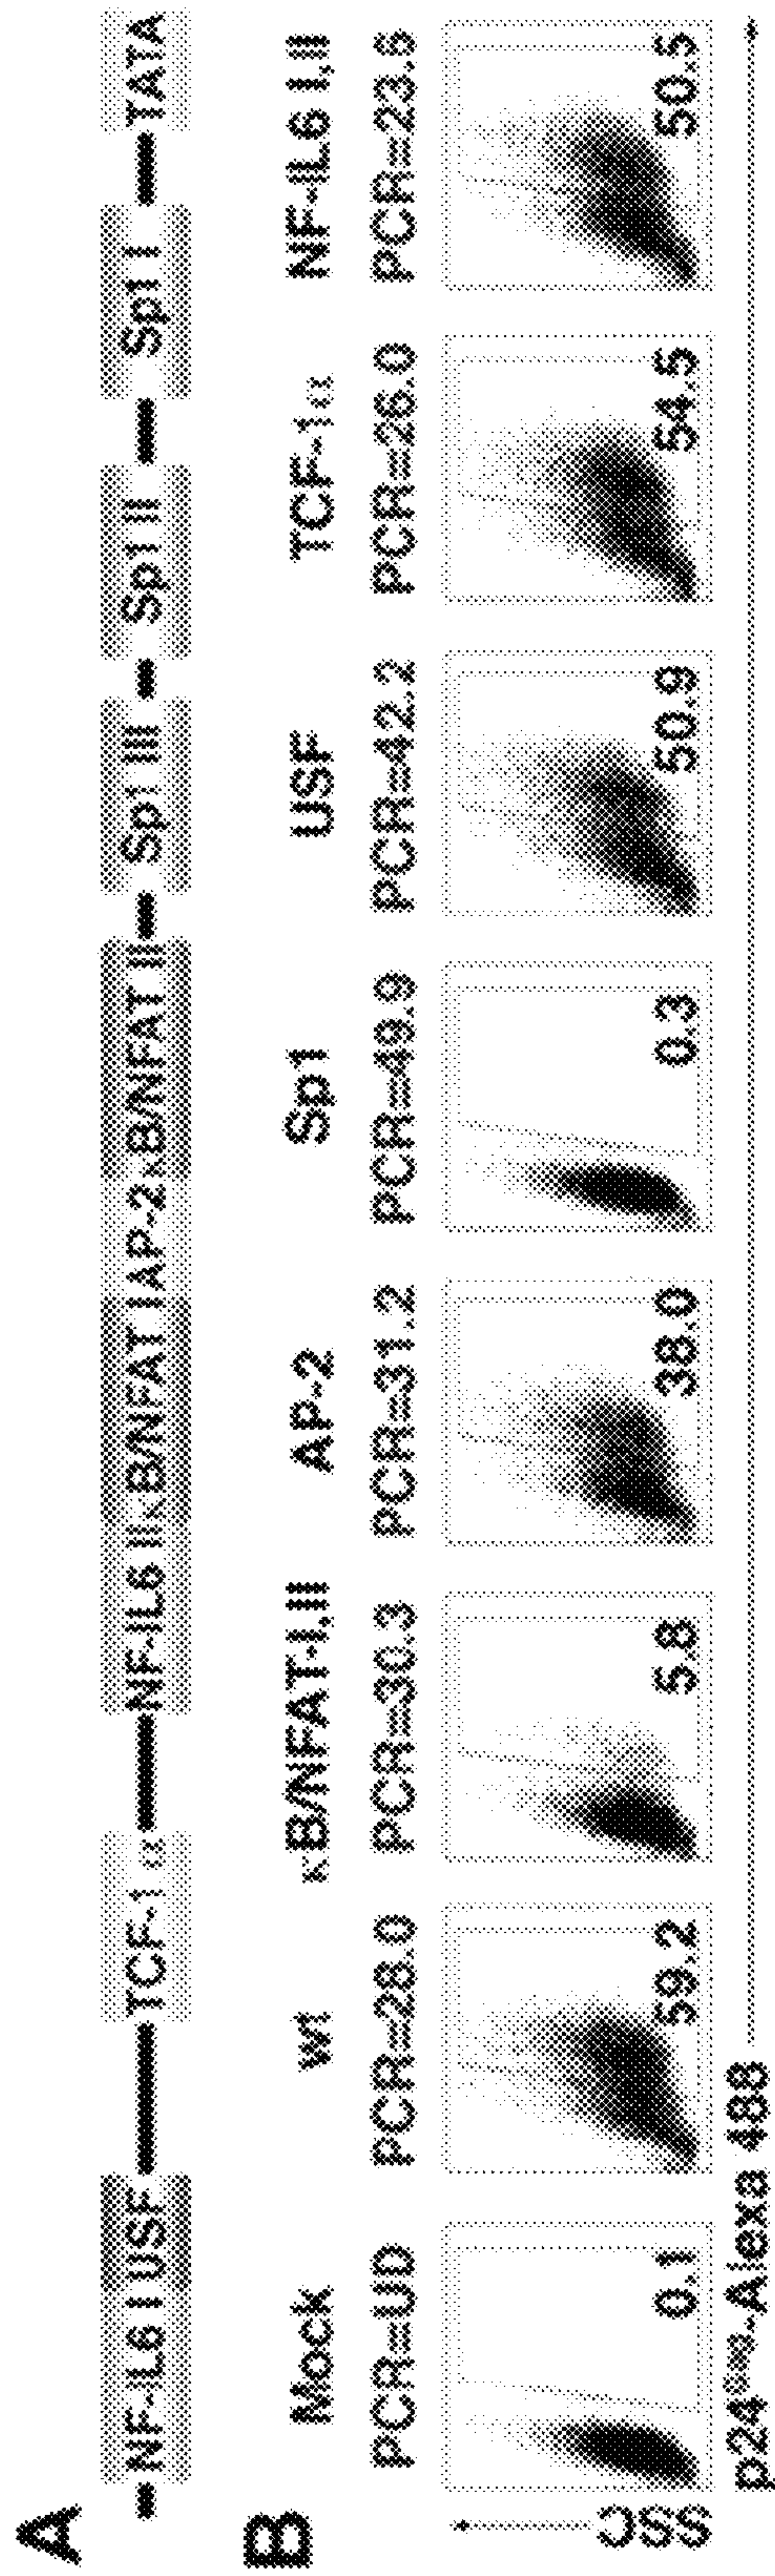 A
NF-IL6 I USF TCF-1 α NF-IL6 II κB/NFAT I AP-2 κB/NFAT II Sp1 III Sp1 II Sp1 I TATA
B
Mock wt κB/NFAT-I,II AP-2 Sp1 USF TCF-1α NF-IL6 I,II
PCR=UD PCR=28.0 PCR=30.3 PCR=31.2 PCR=49.9 PCR=42.2 PCR=26.0 PCR=23.6
SSC
0.1 59.2 5.8 38.0 0.3 50.9 54.5 50.5
p24ᴳᵃᵍ-Alexa 488